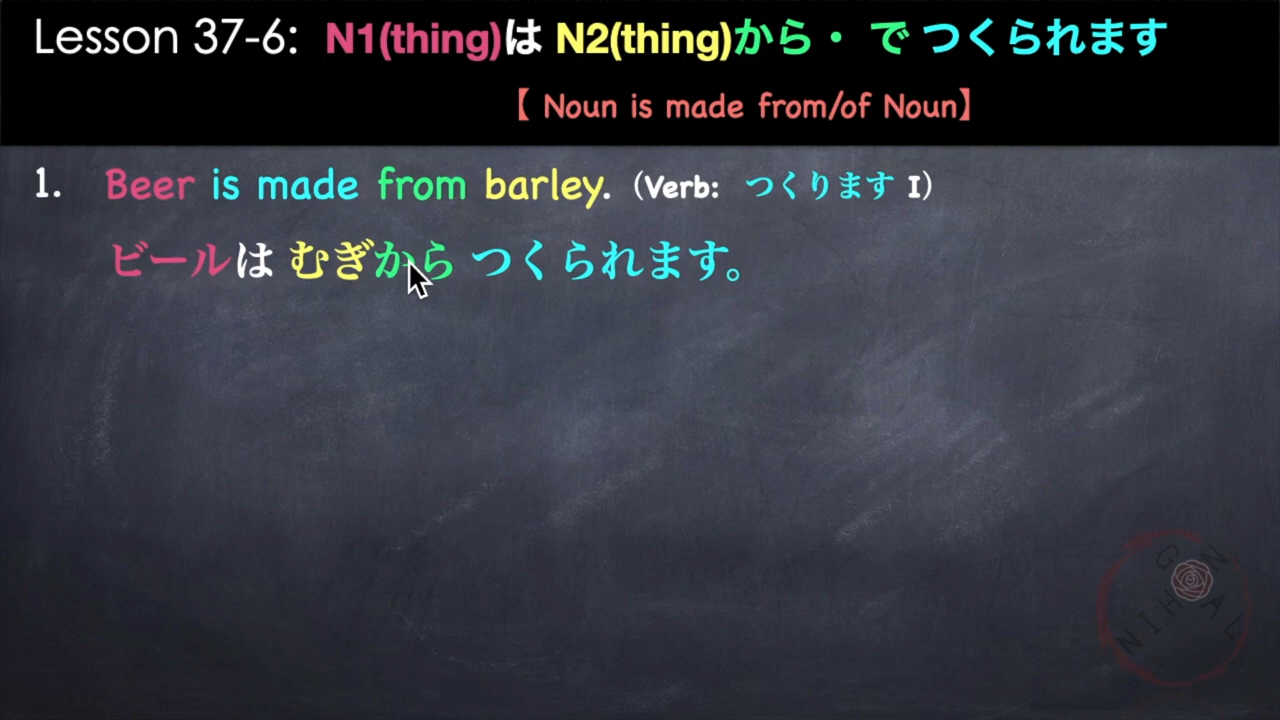 Lesson 37-6: N1(thing)は N2(thing)から・ で つくられます
【 Noun is made from/of Noun】
1. Beer is made from barley. (Verb: つくります I)
ビールは むぎから つくられます。
NIHONGAL